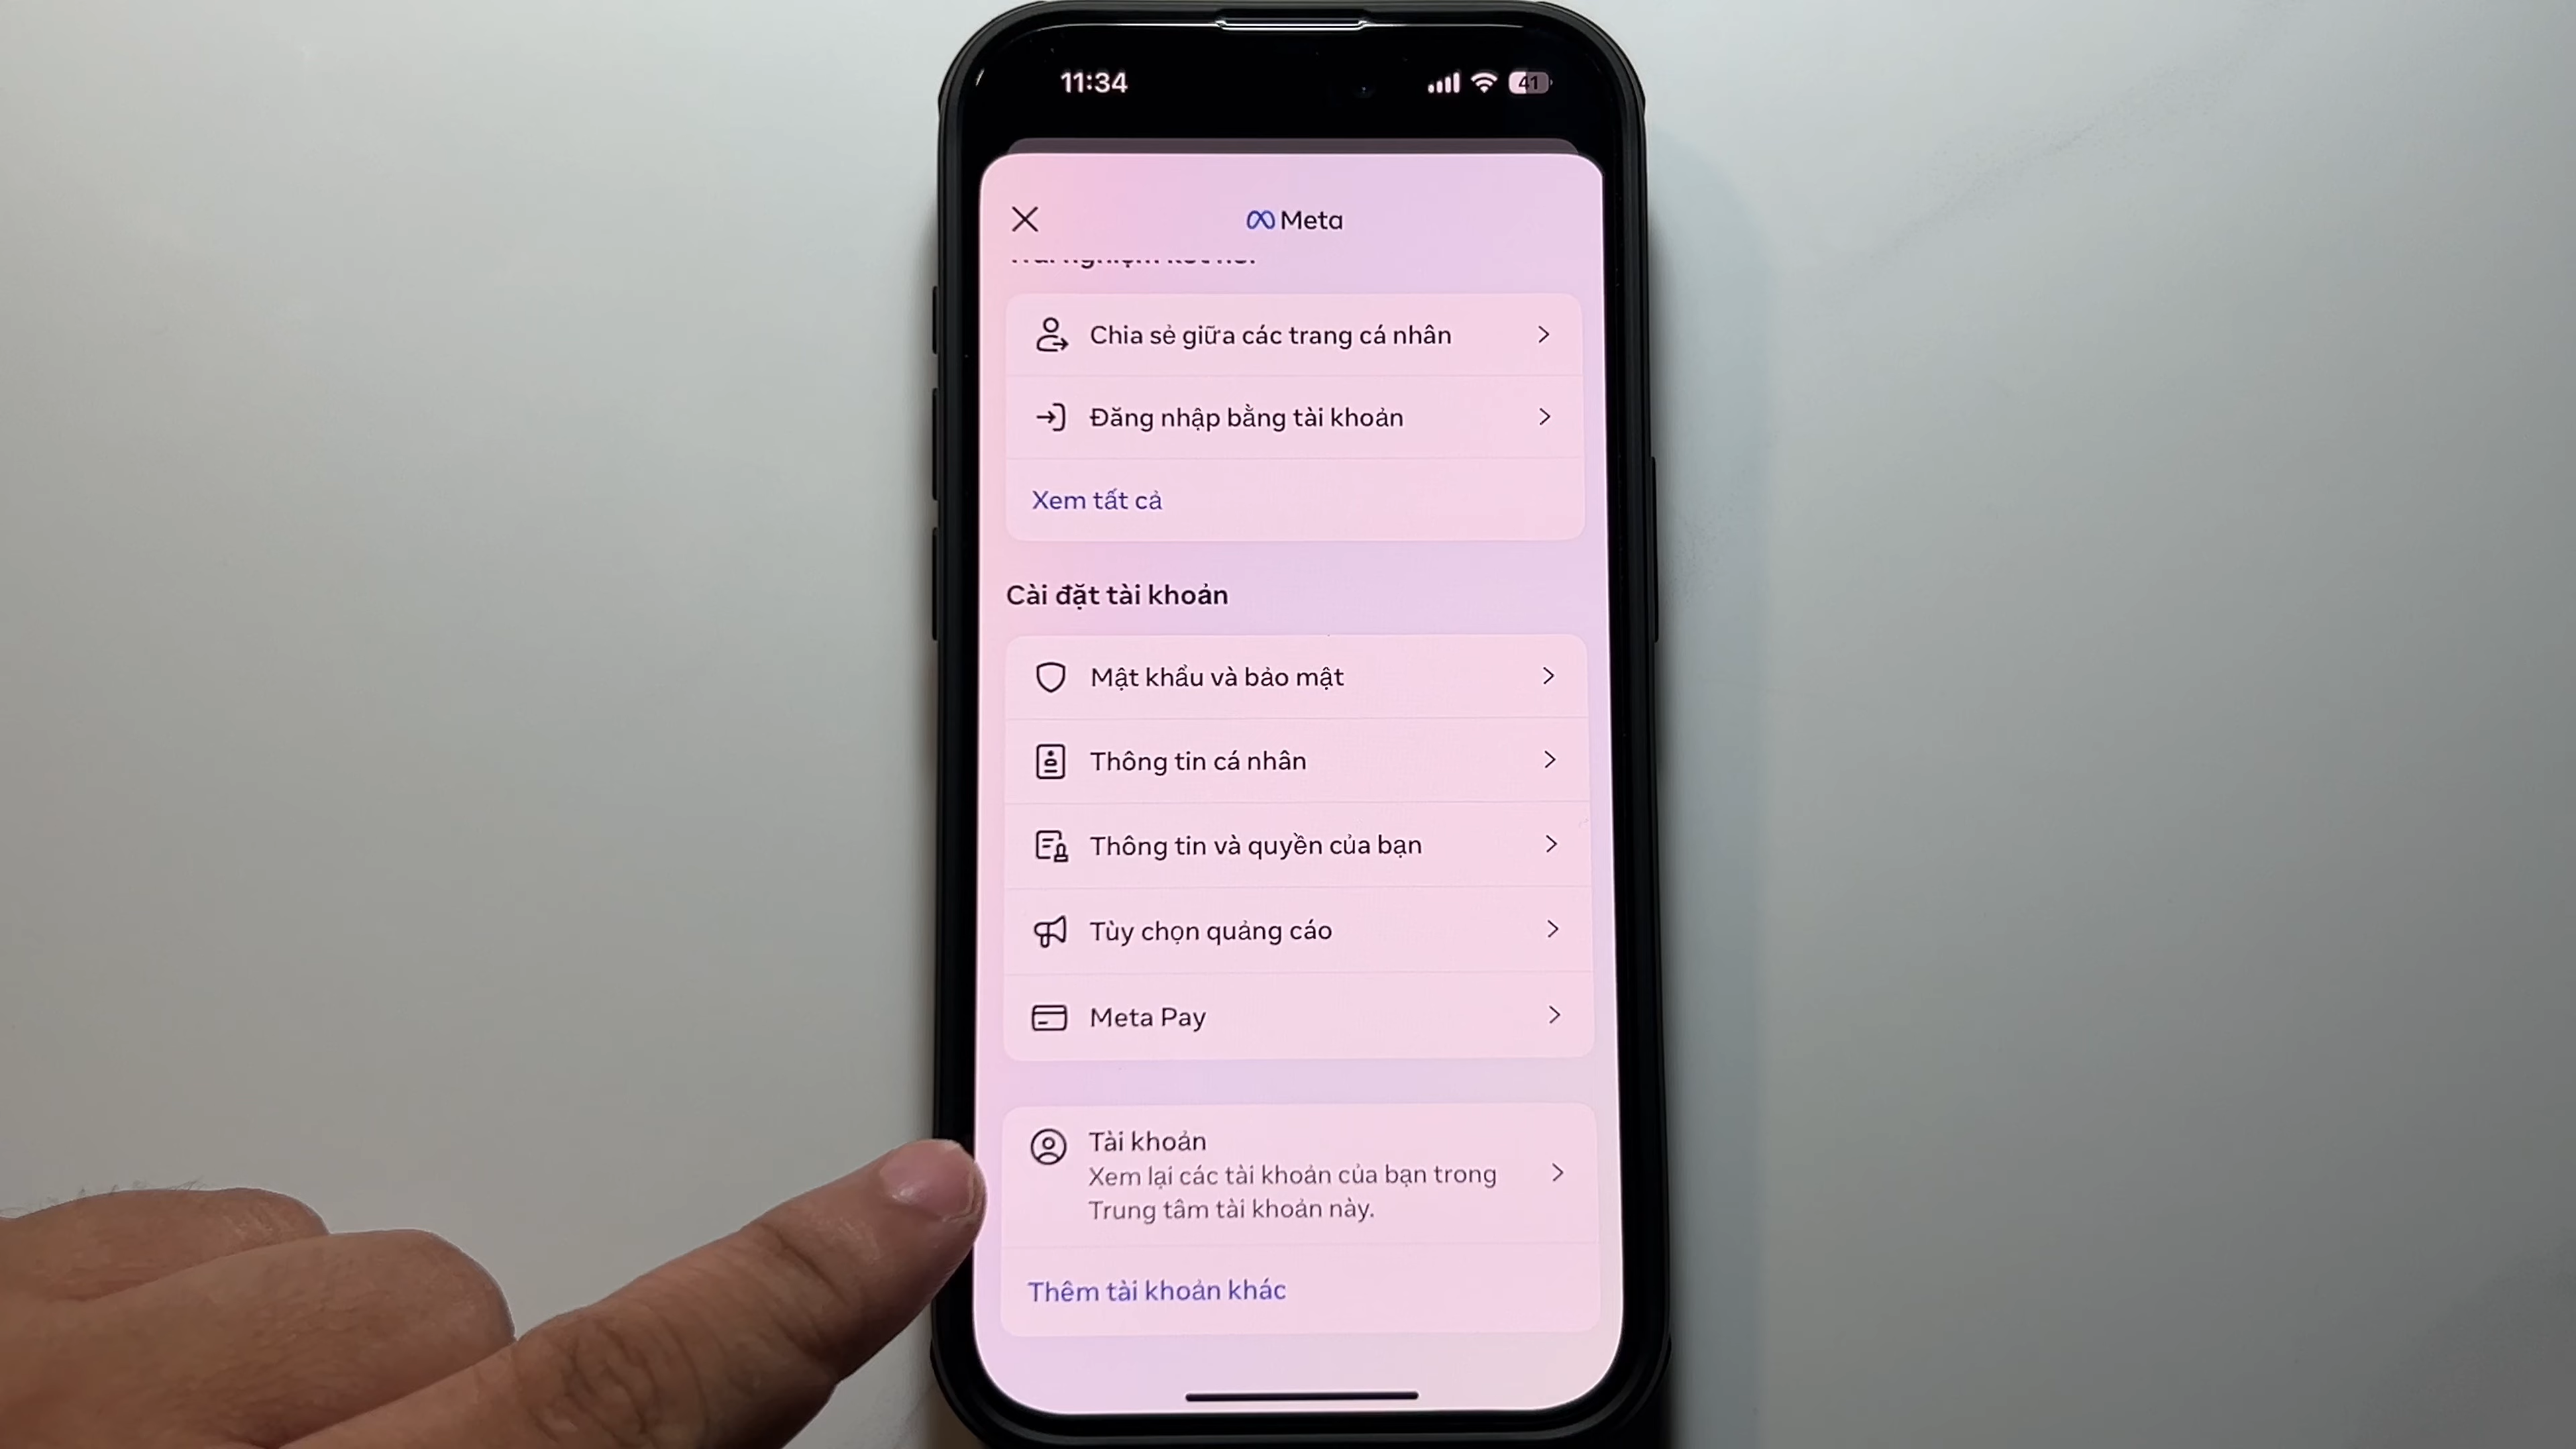 11:34
41
Meta
Chia sẻ giữa các trang cá nhân
Đăng nhập bằng tài khoản
Xem tất cả
Cài đặt tài khoản
Mật khẩu và bảo mật
Thông tin cá nhân
Thông tin và quyền của bạn
Tùy chọn quảng cáo
Meta Pay
Tài khoản
Xem lại các tài khoản của bạn trong
Trung tâm tài khoản này.
Thêm tài khoản khác